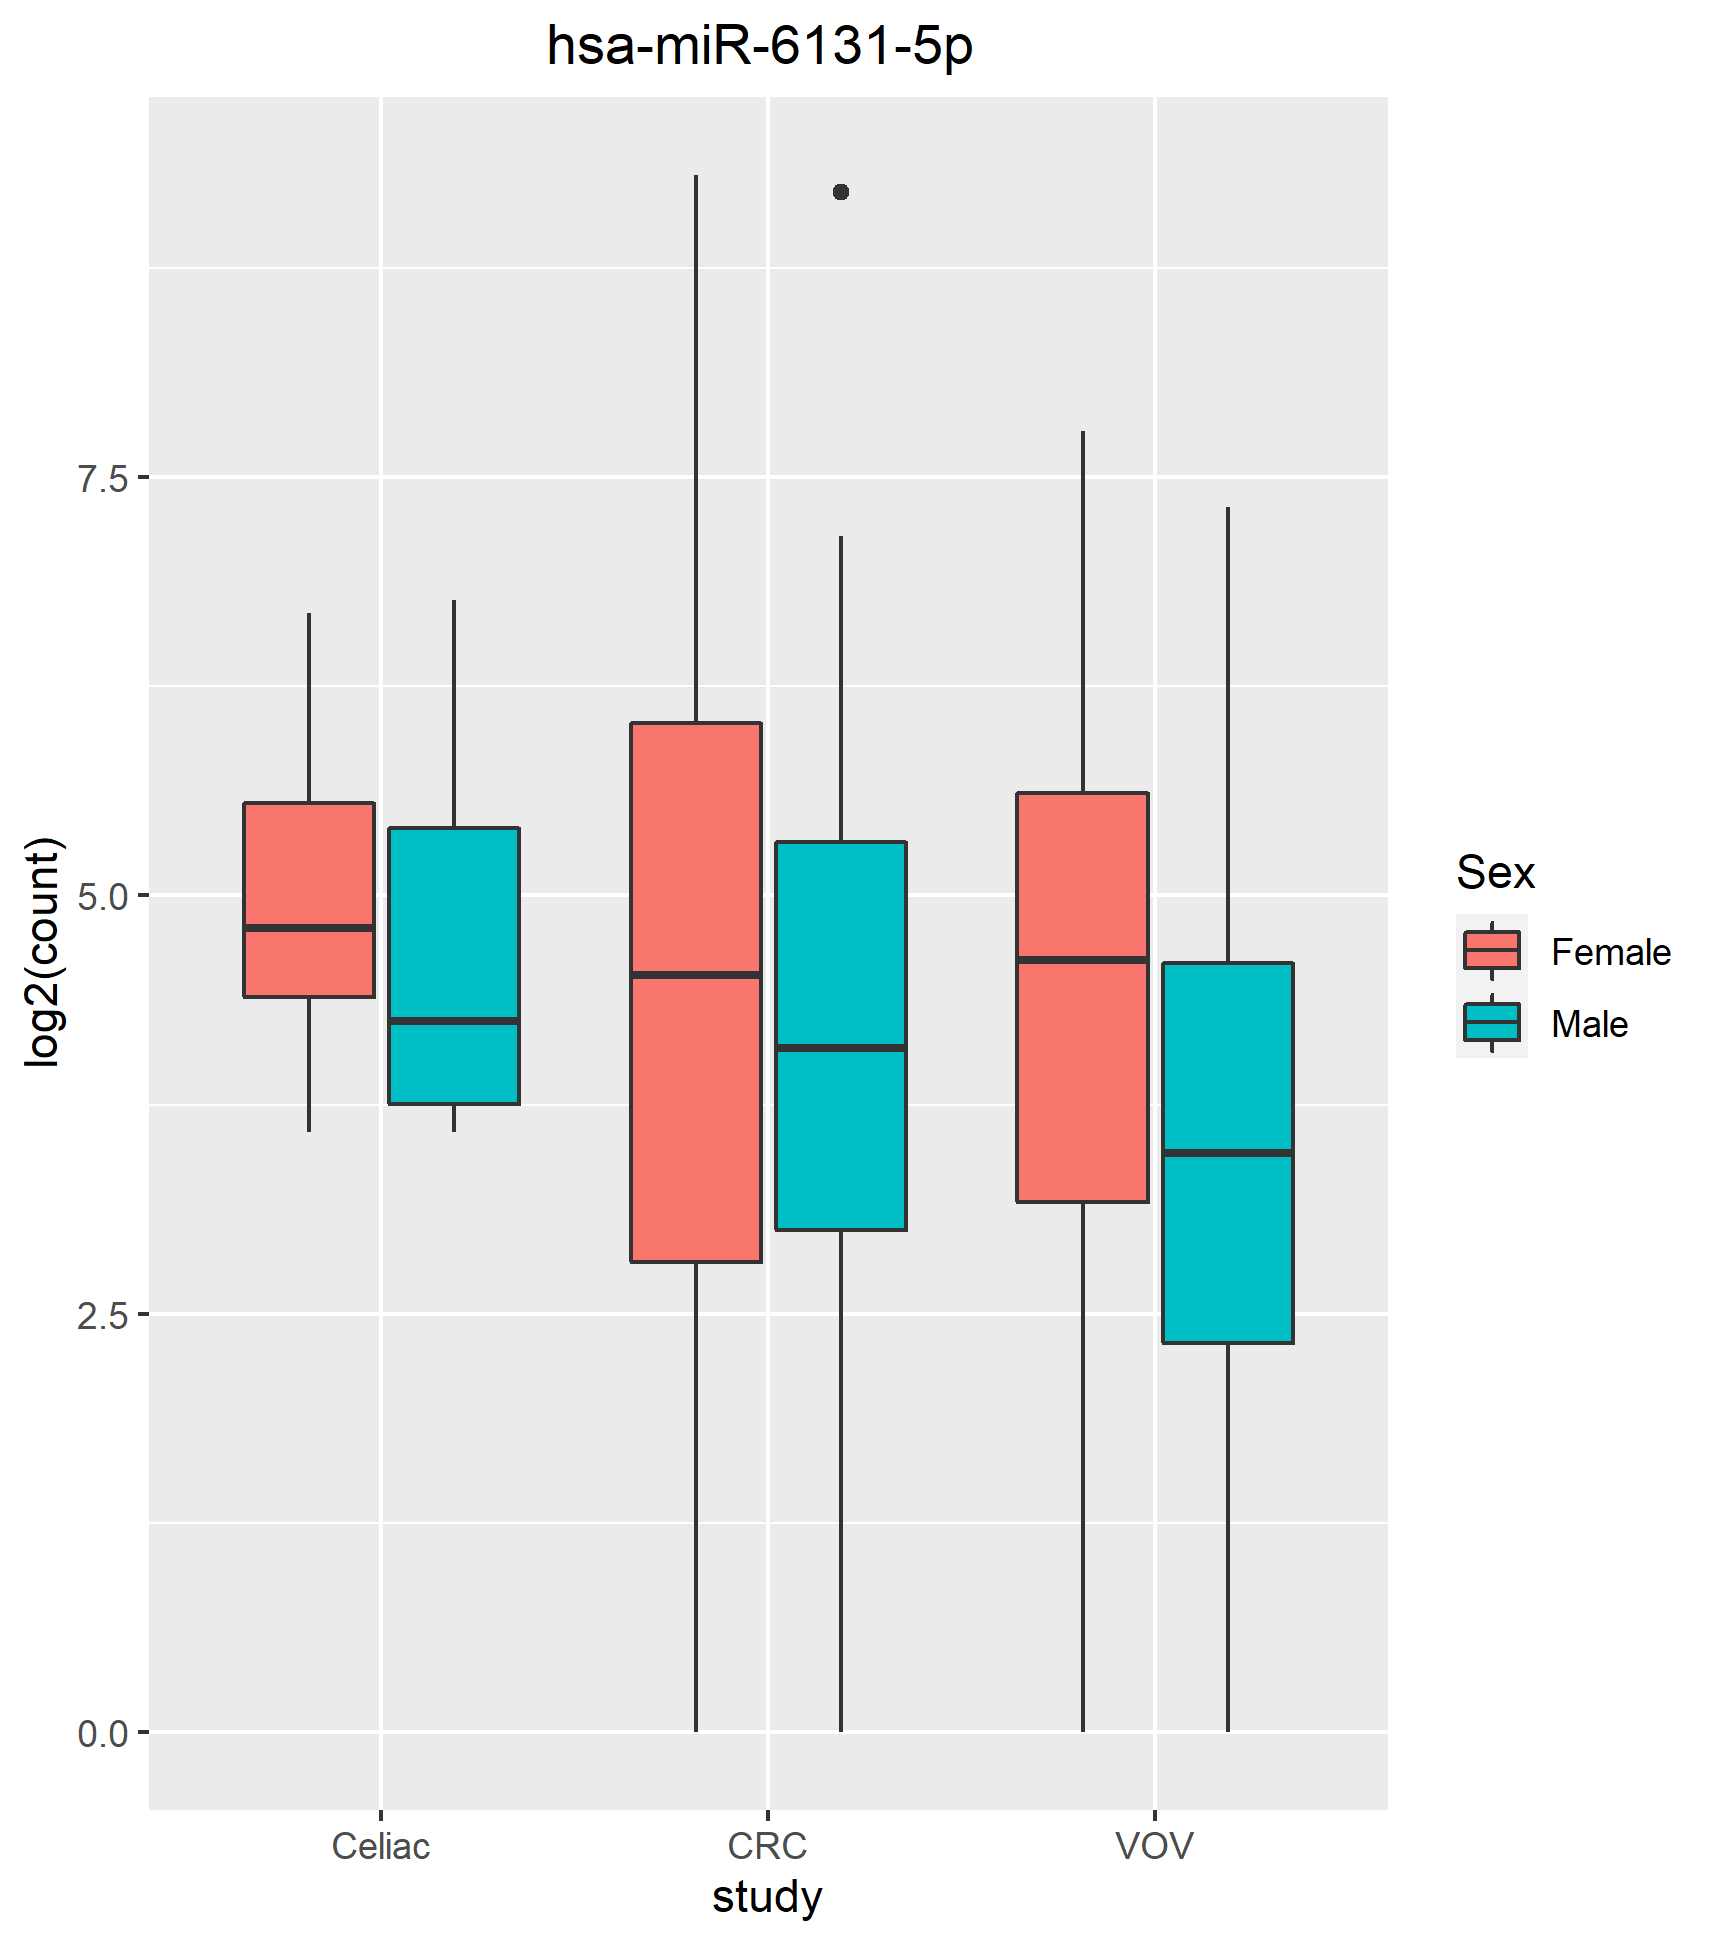 hsa-miR-6131-5p
log2(count)
7.5
5.0
2.5
0.0
Celiac
CRC
VOV
study
Sex
Female
Male